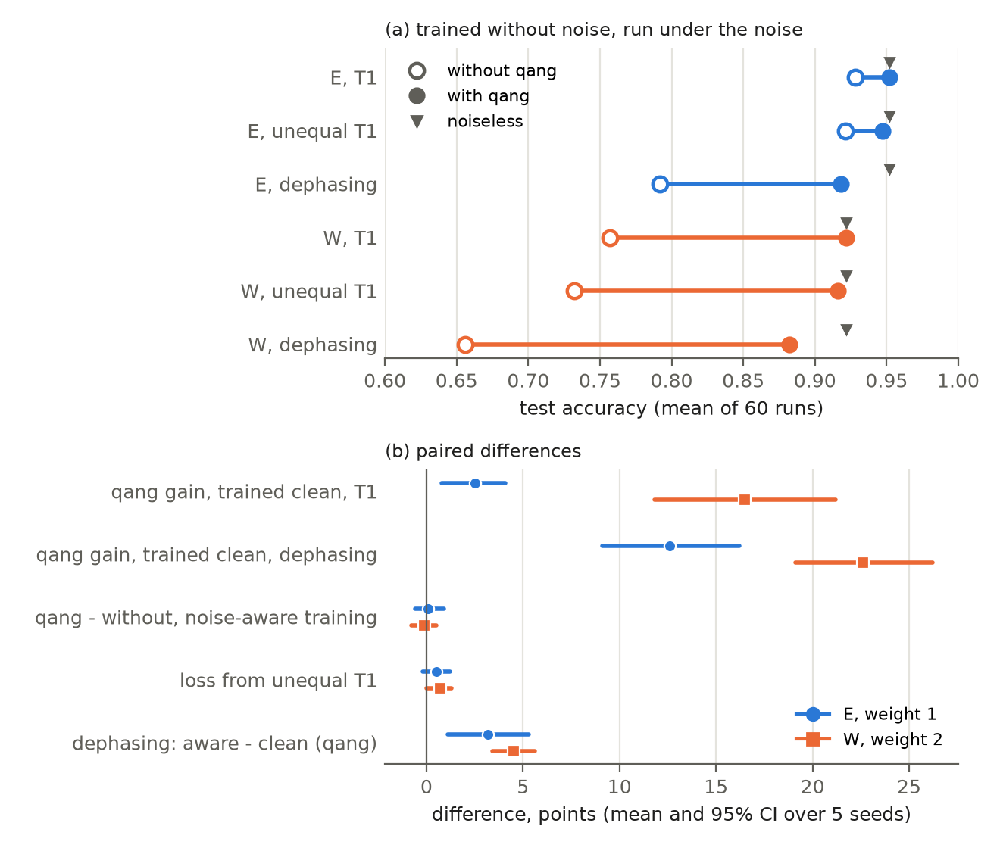 (a) trained without noise, run under the noise
without qang
with qang
noiseless
E, T1
E, unequal T1
E, dephasing
W, T1
W, unequal T1
W, dephasing
0.60 0.65 0.70 0.75 0.80 0.85 0.90 0.95 1.00
test accuracy (mean of 60 runs)
(b) paired differences
qang gain, trained clean, T1
qang gain, trained clean, dephasing
qang - without, noise-aware training
loss from unequal T1
dephasing: aware - clean (qang)
E, weight 1
W, weight 2
0 5 10 15 20 25
difference, points (mean and 95% CI over 5 seeds)